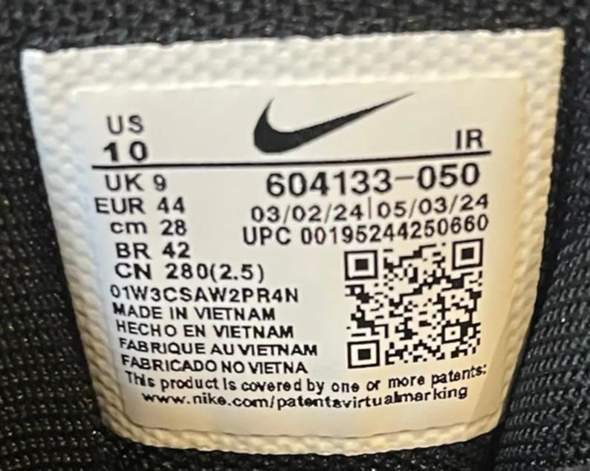 US
10
IR
UK 9
604133-050
EUR 44
03/02/24|05/03/24
cm 28
UPC 00195244250660
BR 42
CN 280(2.5)
01W3CSAW2PR4N
MADE IN VIETNAM
HECHO EN VIETNAM
FABRIQUE AU VIETNAM
FABRICADO NO VIETNA
This product is covered by one or more patents:
www.nike.com/patentsvirtualmarking